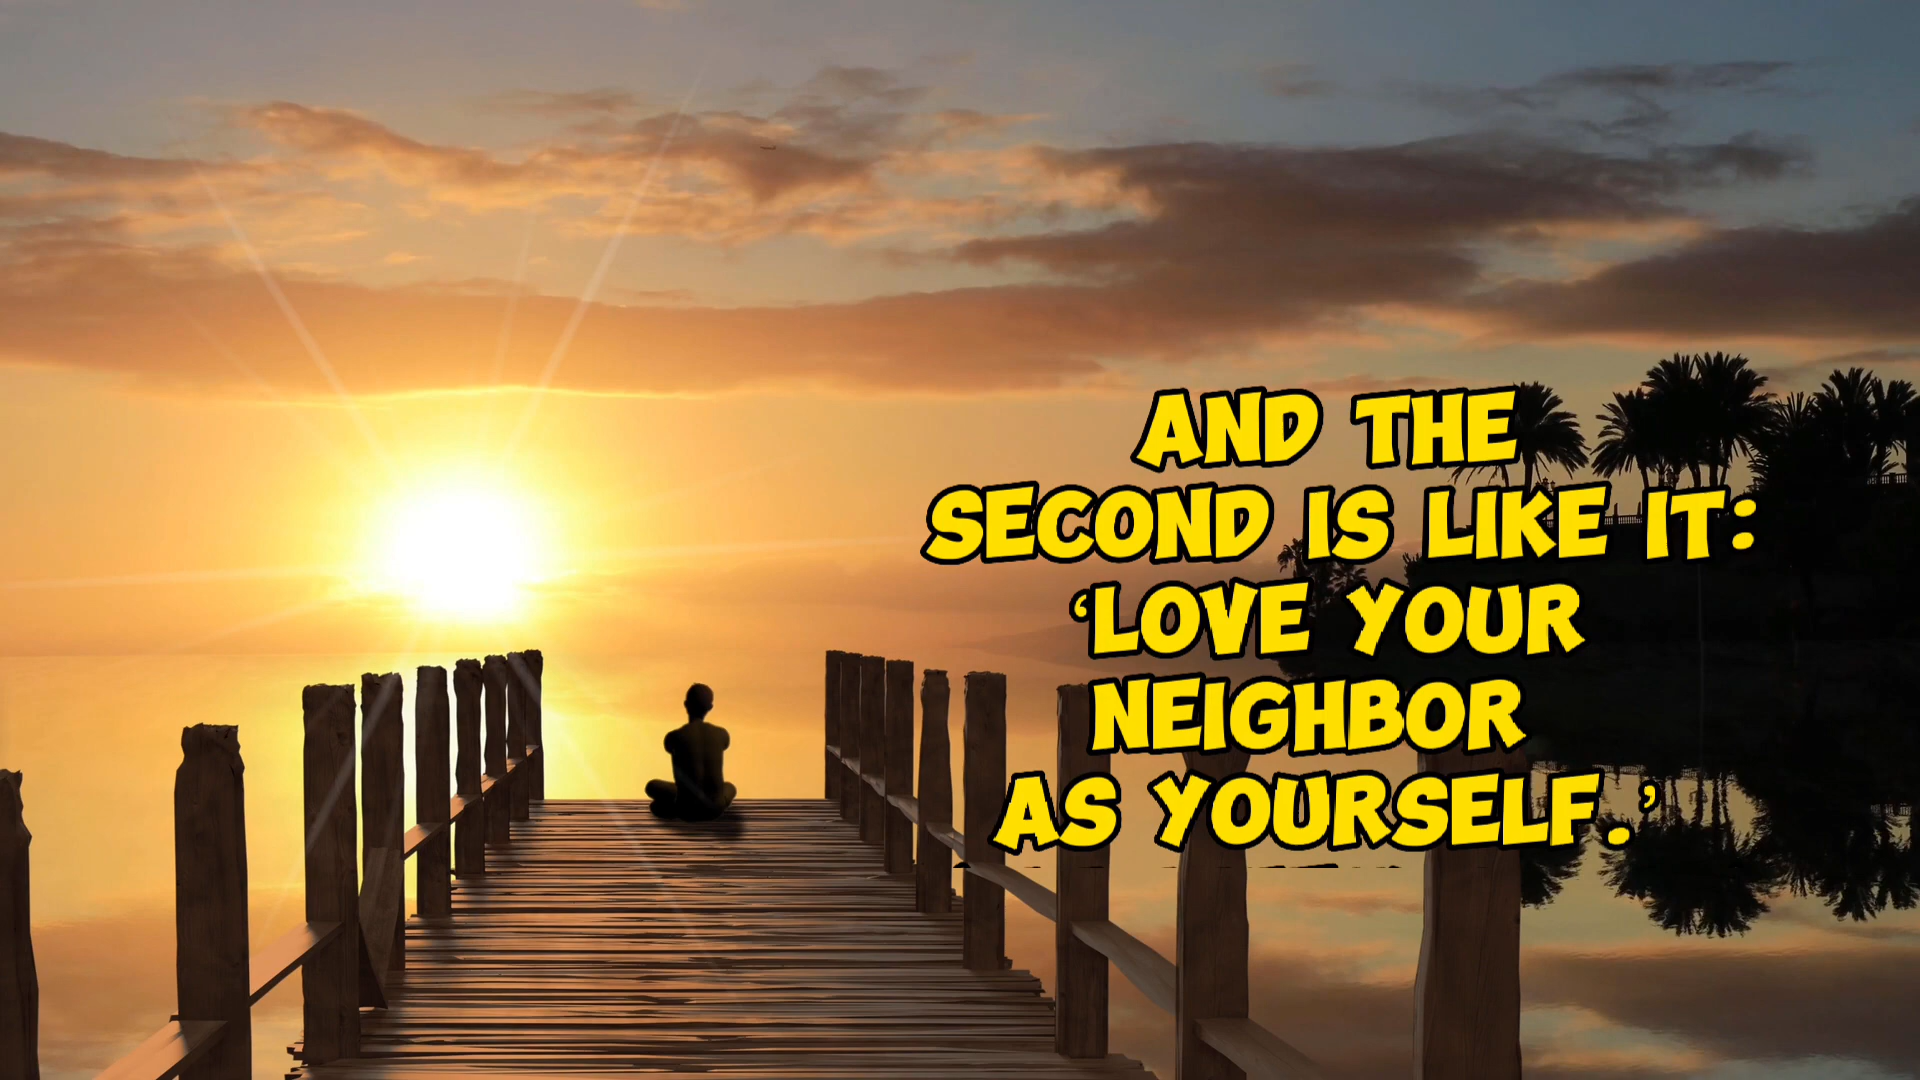 AND THE
SECOND IS LIKE IT:
‘LOVE YOUR
NEIGHBOR
AS YOURSELF.’